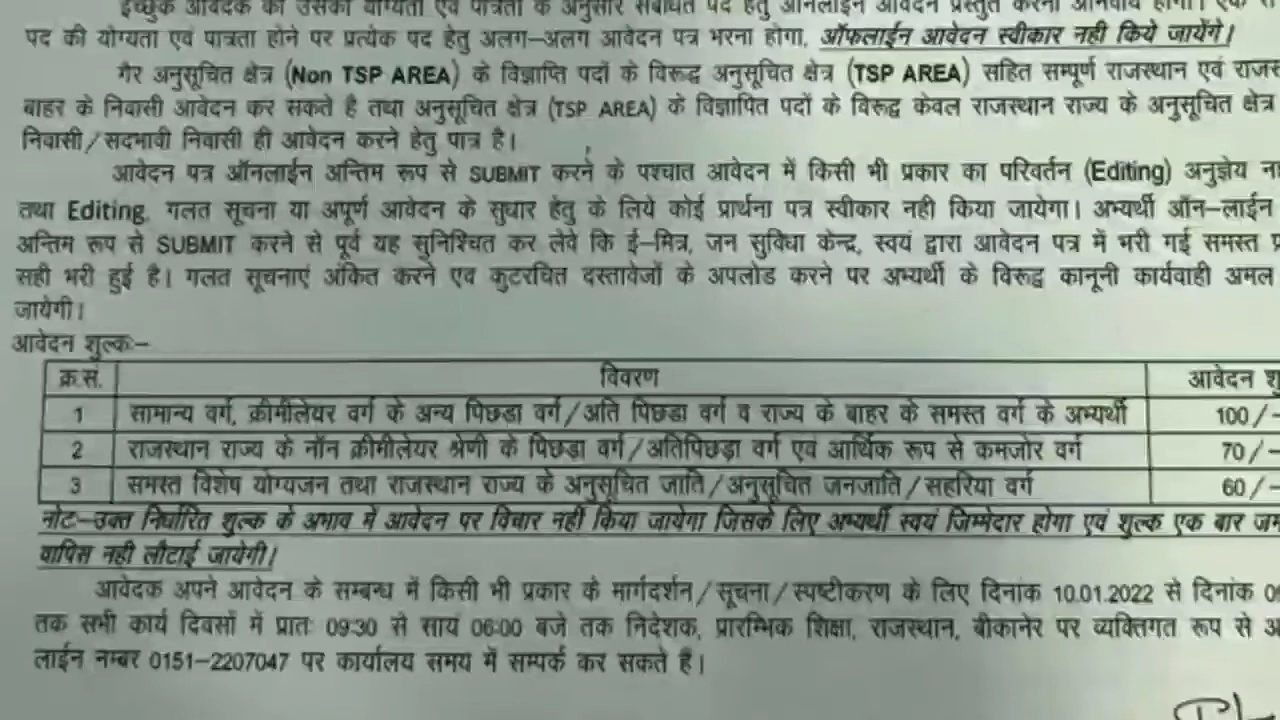 इच्छुक आवेदक को उसकी योग्यता एवं पात्रता के अनुसार संबंधित पद हेतु ऑनलाईन आवेदन प्रस्तुत करना अनिवार्य होगा। एक
पद की योग्यता एवं पात्रता होने पर प्रत्येक पद हेतु अलग–अलग आवेदन पत्र भरना होगा, ऑफलाईन आवेदन स्वीकार नही किये जायेंगे।
गैर अनुसूचित क्षेत्र (Non TSP AREA) के विज्ञाप्ति पदों के विरूद्ध अनुसूचित क्षेत्र (TSP AREA) सहित सम्पूर्ण राजस्थान एवं राजस
बाहर के निवासी आवेदन कर सकते है तथा अनुसूचित क्षेत्र (TSP AREA) के विज्ञापित पदों के विरूद्ध केवल राजस्थान राज्य के अनुसूचित क्षेत्र
निवासी/सदभावी निवासी ही आवेदन करने हेतु पात्र है।
आवेदन पत्र ऑनलाईन अन्तिम रूप से SUBMIT करने के पश्चात आवेदन में किसी भी प्रकार का परिवर्तन (Editing) अनुज्ञेय न
तथा Editing, गलत सूचना या अपूर्ण आवेदन के सुधार हेतु के लिये कोई प्रार्थना पत्र स्वीकार नही किया जायेगा। अभ्यर्थी ऑन–लाईन
अन्तिम रूप से SUBMIT करने से पूर्व यह सुनिश्चित कर लेवे कि ई–मित्र, जन सुविधा केन्द्र, स्वयं द्वारा आवेदन पत्र में भरी गई समस्त प्र
सही भरी हुई है। गलत सूचनाएं अंकित करने एवं कुटरचित दस्तावेजों के अपलोड करने पर अभ्यर्थी के विरूद्ध कानूनी कार्यवाही अमल
जायेगी।
आवेदन शुल्कः–
क्र.सं. विवरण आवेदन शु
1 सामान्य वर्ग, क्रीमीलेयर वर्ग के अन्य पिछडा वर्ग/अति पिछडा वर्ग व राज्य के बाहर के समस्त वर्ग के अभ्यर्थी 100/–
2 राजस्थान राज्य के नॉन क्रीमीलेयर श्रेणी के पिछडा वर्ग/अतिपिछड़ा वर्ग एवं आर्थिक रूप से कमजोर वर्ग 70/–
3 समस्त विशेष योग्यजन तथा राजस्थान राज्य के अनुसूचित जाति/अनुसूचित जनजाति/सहरिया वर्ग 60/–
नोट–उक्त निर्धारित शुल्क के अभाव में आवेदन पर विचार नही किया जायेगा जिसके लिए अभ्यर्थी स्वयं जिम्मेदार होगा एवं शुल्क एक बार जम
वापिस नही लौटाई जायेगी।
आवेदक अपने आवेदन के सम्बन्ध में किसी भी प्रकार के मार्गदर्शन/सूचना/स्पष्टीकरण के लिए दिनांक 10.01.2022 से दिनांक
तक सभी कार्य दिवसों में प्रातः 09:30 से सायं 06:00 बजे तक निदेशक, प्रारम्भिक शिक्षा, राजस्थान, बीकानेर पर व्यक्तिगत रूप से
लाईन नम्बर 0151–2207047 पर कार्यालय समय में सम्पर्क कर सकते है।